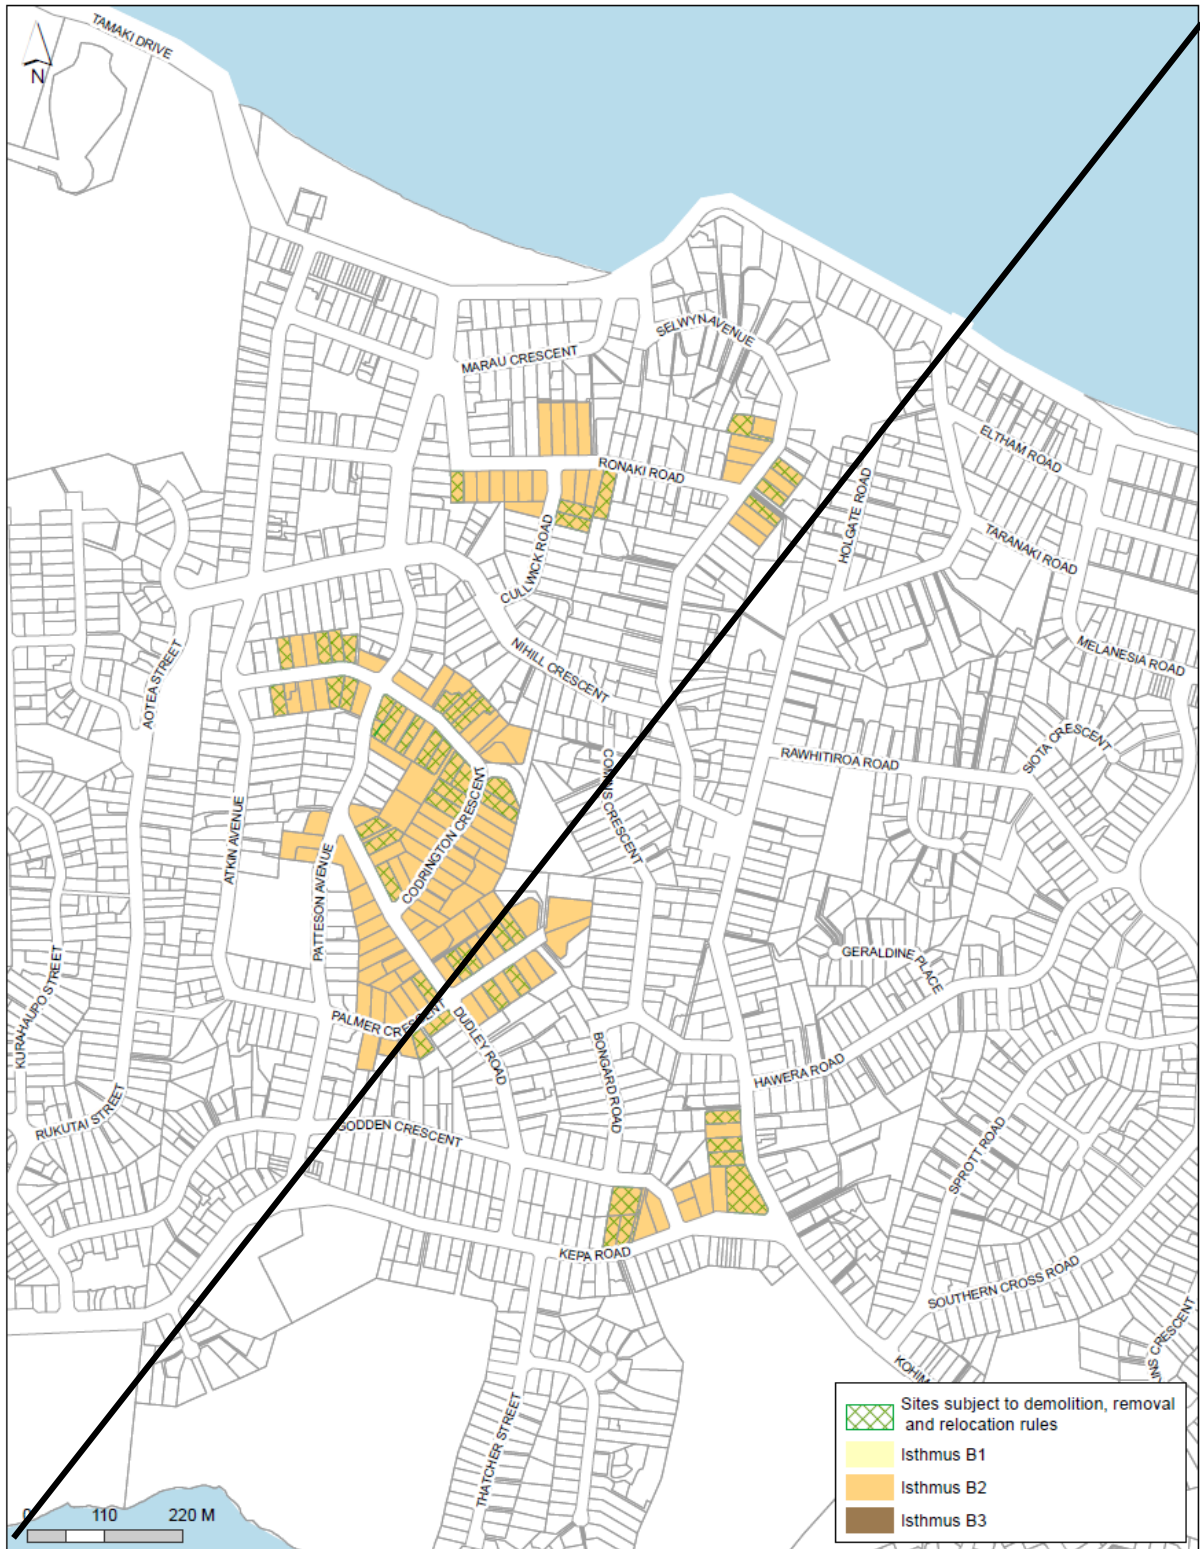 TAMAKI DRIVE
N
SELWYN AVENUE
MARAU CRESCENT
ELTHAM ROAD
RONAKI ROAD
HOLGATE ROAD
TARANAKI ROAD
CULLWICK ROAD
MELANESIA ROAD
NIHILL CRESCENT
AOTEA STREET
SIOTA CRESCENT
RAWHITIROA ROAD
CODRINGTON CRESCENT
ATKIN AVENUE
PATTESON AVENUE
GERALDINE PLACE
KURAHAUPO STREET
PALMER CRESCENT
DUDLEY ROAD
BONGARD ROAD
HAWERA ROAD
RUKUTAI STREET
GODDEN CRESCENT
SPROTT ROAD
KEPA ROAD
SOUTHERN CROSS ROAD
CRESCENT
THATCHER STREET
Sites subject to demolition, removal
and relocation rules
Isthmus B1
Isthmus B2
Isthmus B3
0 110 220 M